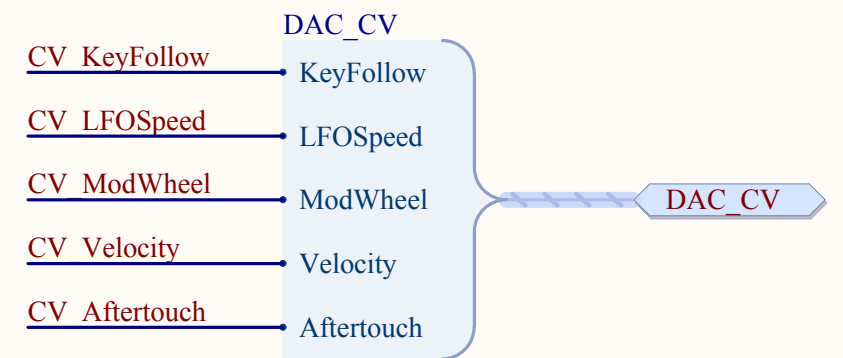 DAC_CV
CV_KeyFollow KeyFollow
CV_LFOSpeed LFOSpeed
CV_ModWheel ModWheel DAC_CV
CV_Velocity Velocity
CV_Aftertouch Aftertouch